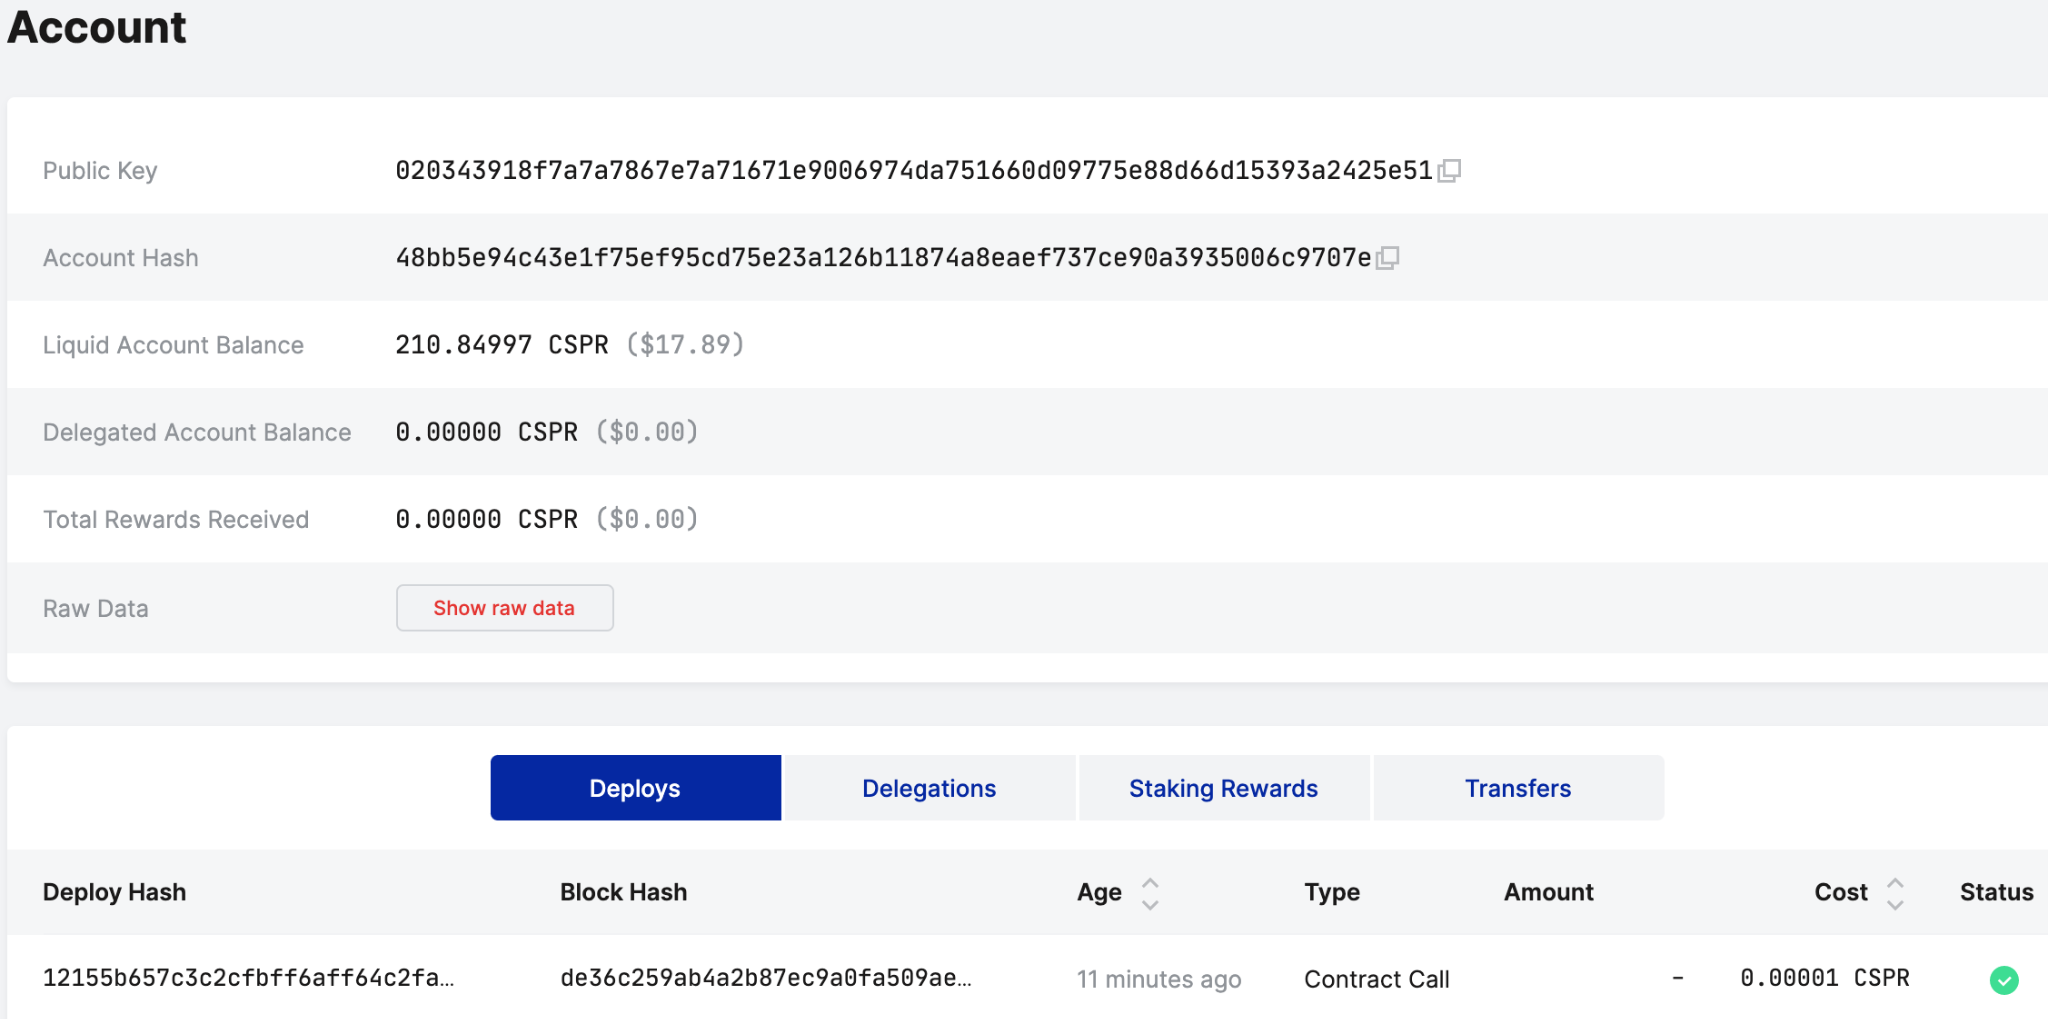 Account
Public Key 020343918f7a7a7867e7a71671e9006974da751660d09775e88d66d15393a2425e51
Account Hash 48bb5e94c43e1f75ef95cd75e23a126b11874a8eaef737ce90a3935006c9707e
Liquid Account Balance 210.84997 CSPR ($17.89)
Delegated Account Balance 0.00000 CSPR ($0.00)
Total Rewards Received 0.00000 CSPR ($0.00)
Raw Data Show raw data
Deploys Delegations Staking Rewards Transfers
Deploy Hash Block Hash Age Type Amount Cost Status
12155b657c3c2cfbff6aff64c2fa… de36c259ab4a2b87ec9a0fa509ae… 11 minutes ago Contract Call - 0.00001 CSPR